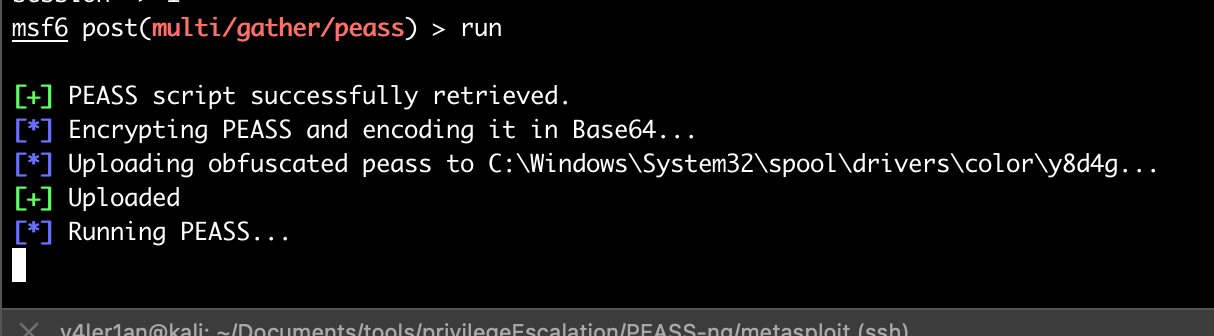 msf6 post(multi/gather/peass) > run
[+] PEASS script successfully retrieved.
[*] Encrypting PEASS and encoding it in Base64...
[*] Uploading obfuscated peass to C:\Windows\System32\spool\drivers\color\y8d4g...
[+] Uploaded
[*] Running PEASS...
v4ler1an@kali: ~/Documents/tools/privilegeEscalation/PEASS-ng/metasploit (ssh)